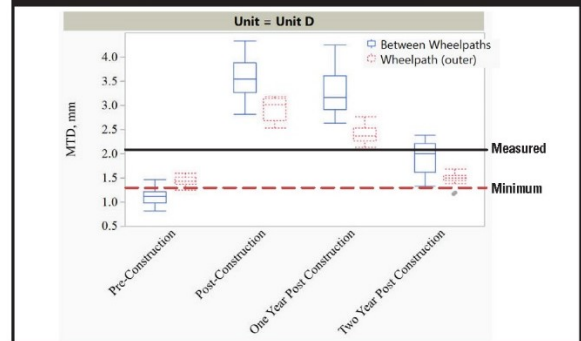 Unit = Unit D
Between Wheelpaths
Wheelpath (outer)
MTD, mm
4.0
3.5
3.0
2.5
2.0
1.5
1.0
0.5
Measured
Minimum
Pre-Construction
Post-Construction
One Year Post Construction
Two Year Post Construction